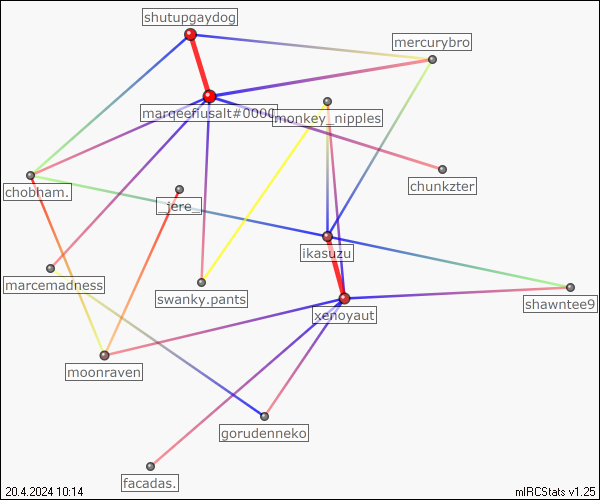 shutupgaydog
mercurybro
marqeefiusalt#0000
monkey_nipples
chobham.
chunkzter
_jere_
ikasuzu
marcemadness
swanky.pants
shawntee9
xenoyaut
moonraven
gorudenneko
facadas.
20.4.2024 10:14
mIRCStats v1.25